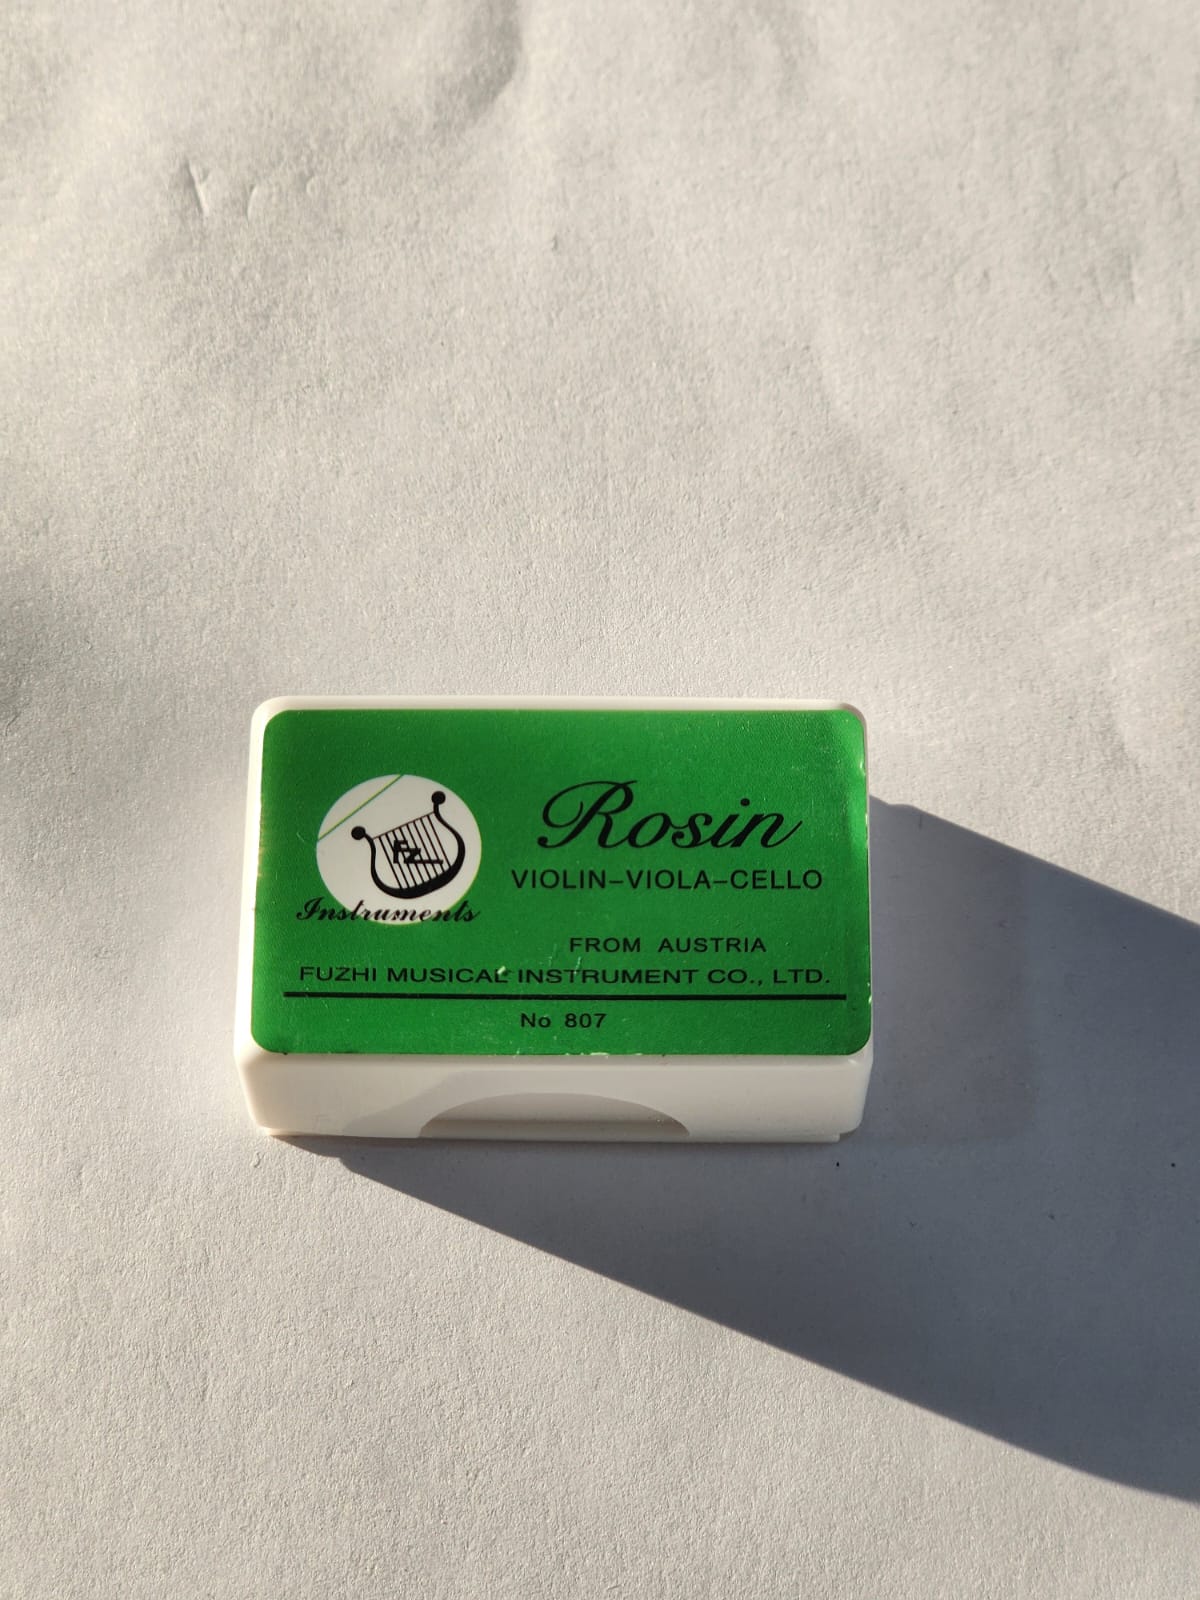 Rosin
VIOLIN–VIOLA–CELLO
FZ
Instruments
FROM AUSTRIA
FUZHI MUSICAL INSTRUMENT CO., LTD.
No 807